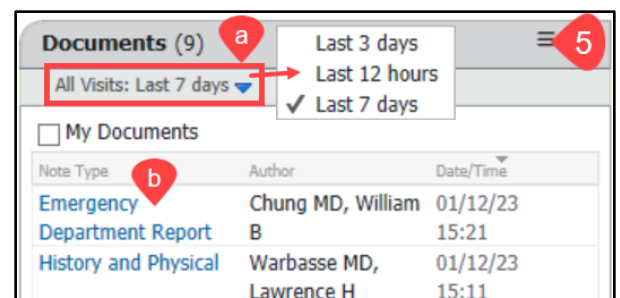 Documents (9)
a
Last 3 days
5
All Visits: Last 7 days
Last 12 hours
Last 7 days
My Documents
Note Type Author Date/Time
b
Emergency Chung MD, William 01/12/23
Department Report B 15:21
History and Physical Warbasse MD, 01/12/23
Lawrence H 15:11